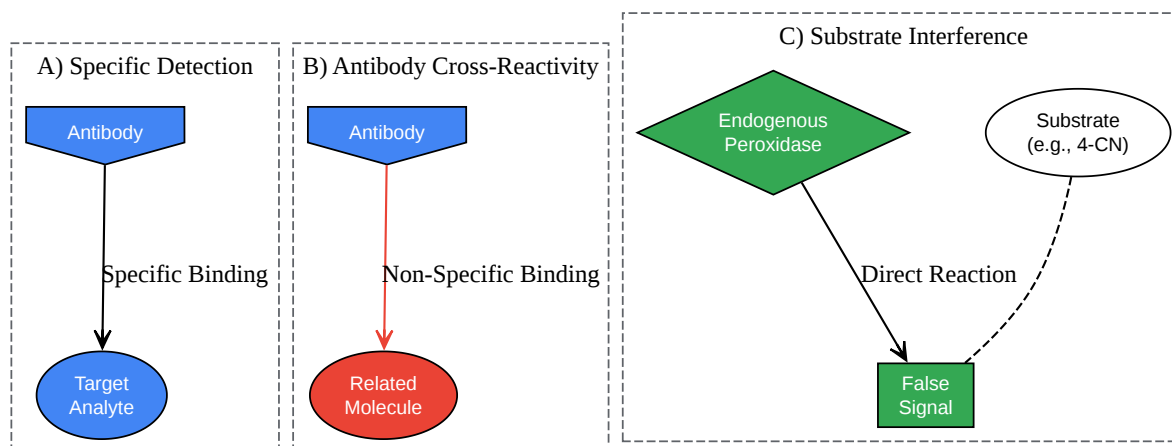 A) Specific Detection
Antibody
Specific Binding
Target
Analyte
B) Antibody Cross-Reactivity
Antibody
Non-Specific Binding
Related
Molecule
C) Substrate Interference
Endogenous
Peroxidase
Substrate
(e.g., 4-CN)
Direct Reaction
False
Signal